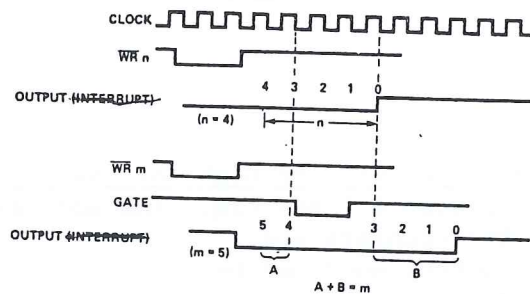 CLOCK
WR n
4 3 2 1 0
OUTPUT (INTERRUPT)
(n = 4)
n
WR m
GATE
5 4 3 2 1 0
OUTPUT (INTERRUPT)
(m = 5)
A B
A + B = m